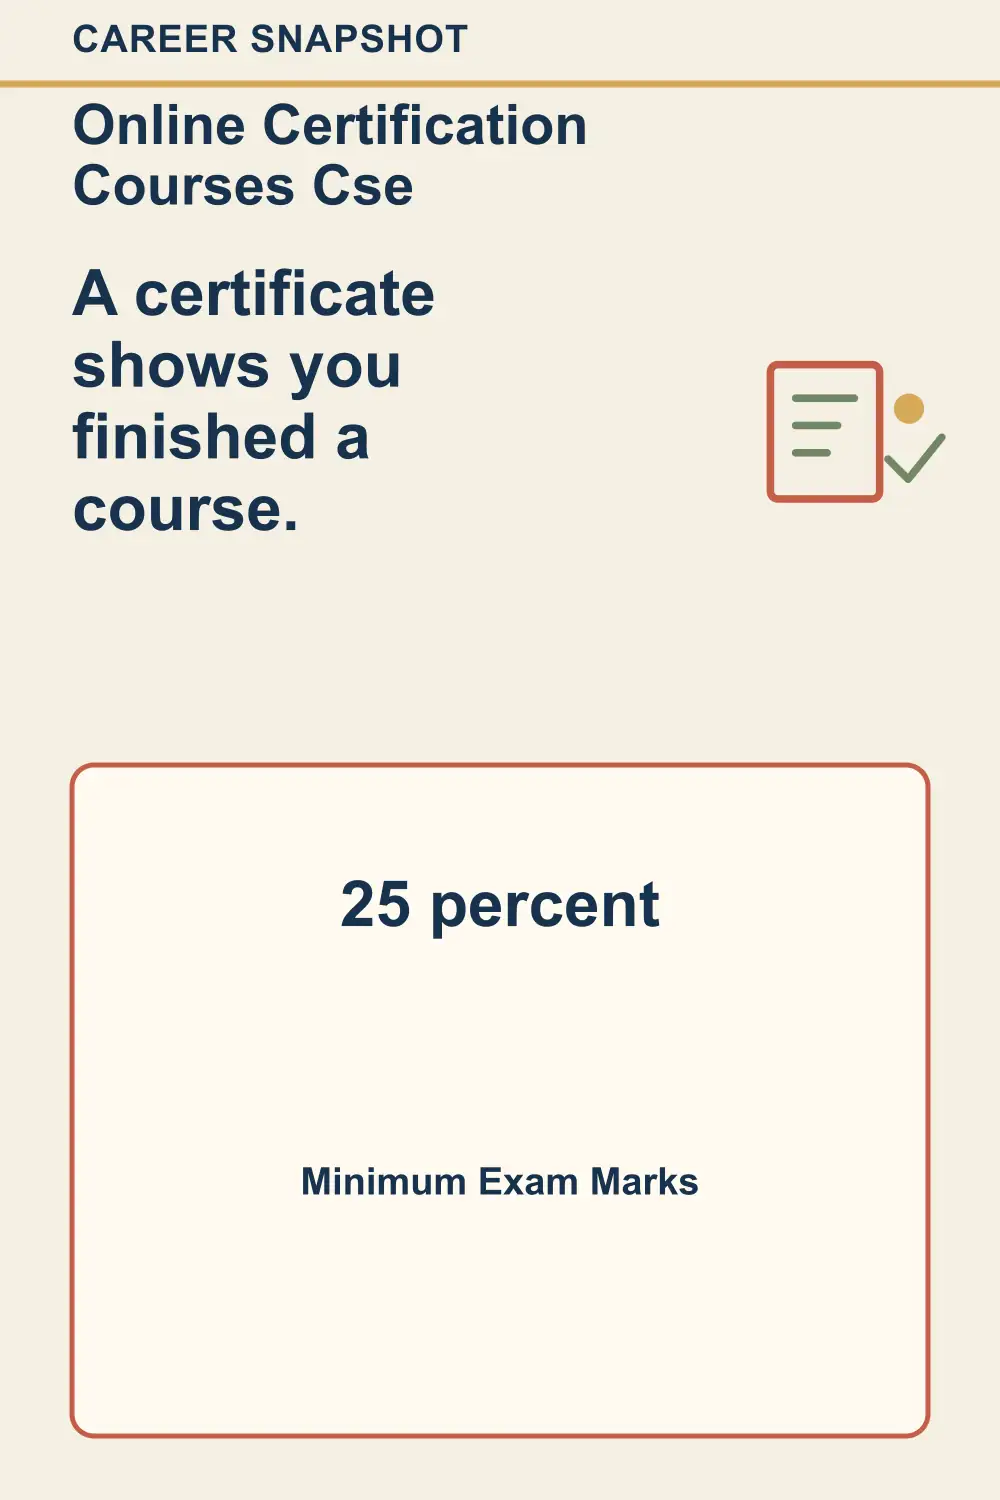 CAREER SNAPSHOT
Online Certification
Courses Cse
A certificate
shows you
finished a
course.
25 percent
Minimum Exam Marks